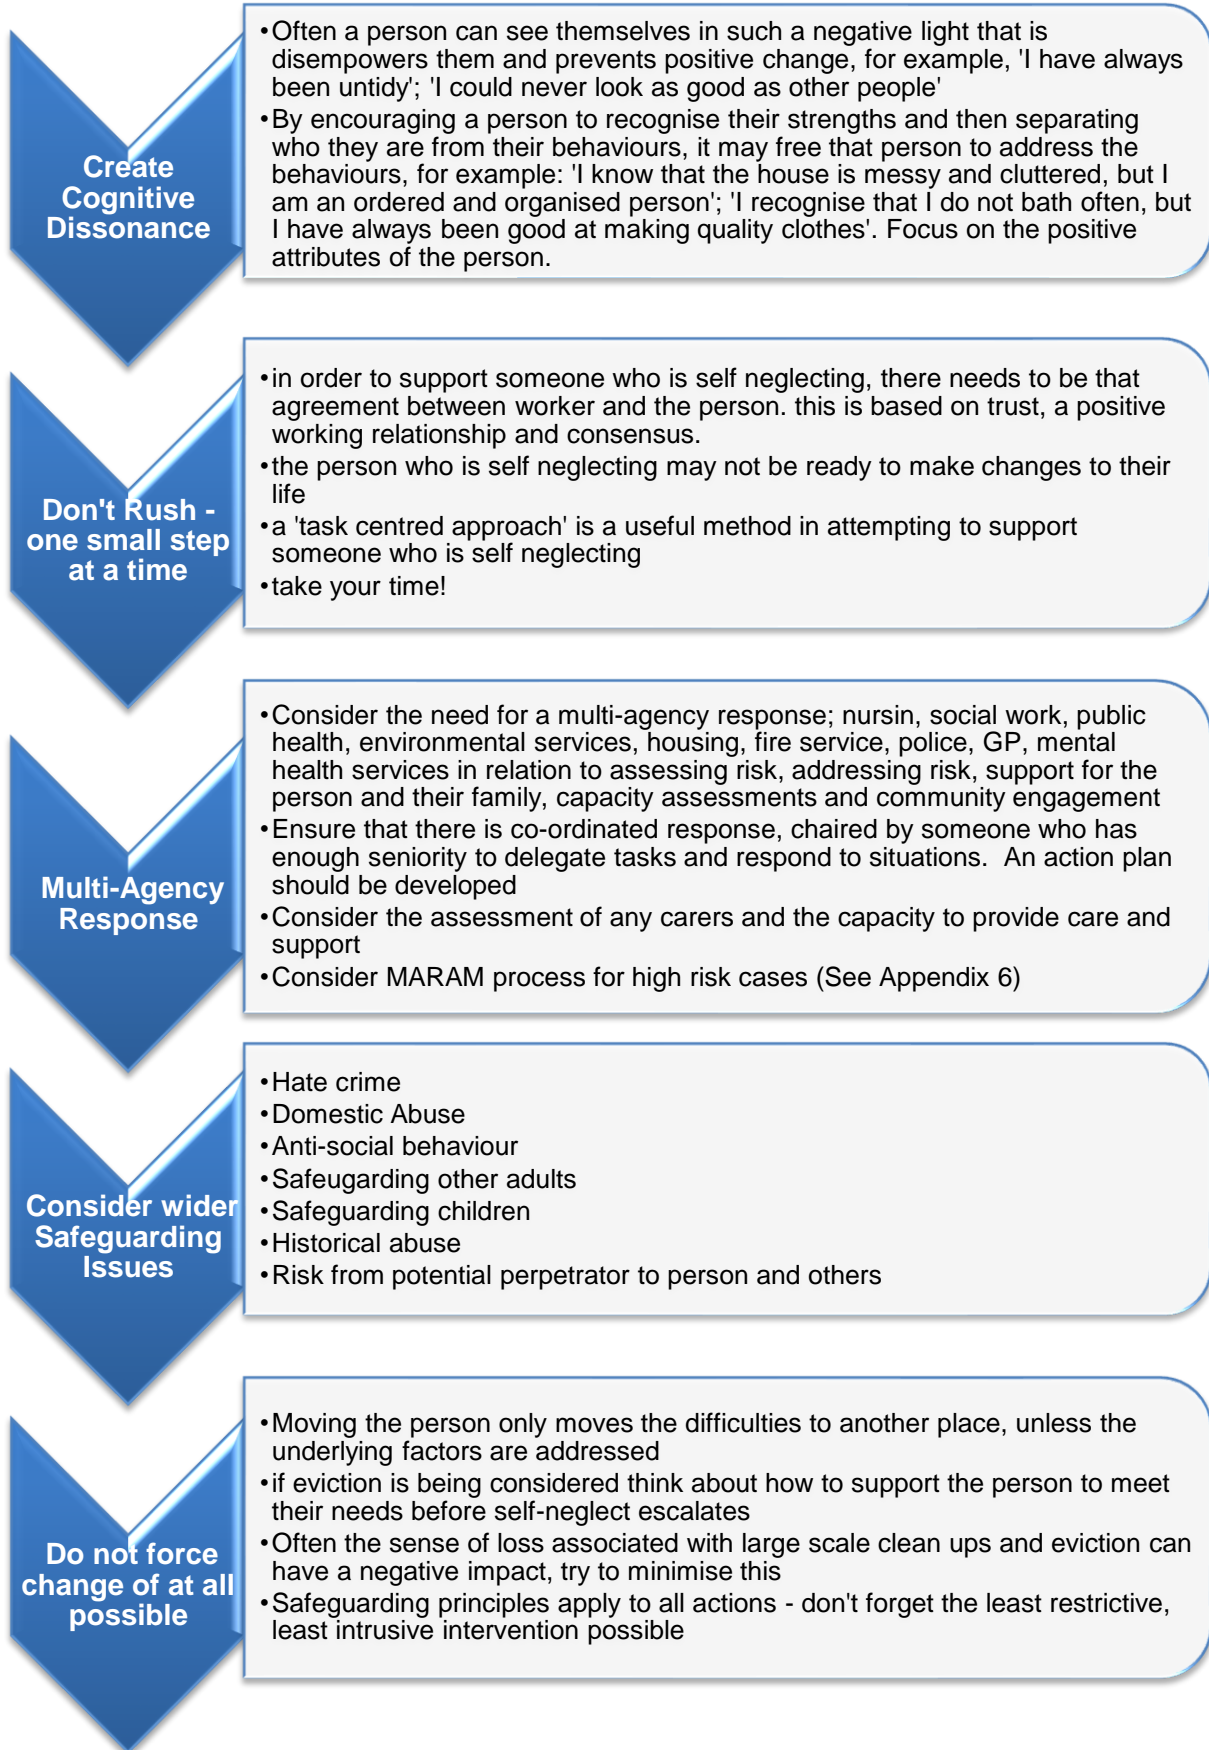 Create
Cognitive
Dissonance
•Often a person can see themselves in such a negative light that is
disempowers them and prevents positive change, for example, 'I have always
been untidy'; 'I could never look as good as other people'
•By encouraging a person to recognise their strengths and then separating
who they are from their behaviours, it may free that person to address the
behaviours, for example: 'I know that the house is messy and cluttered, but I
am an ordered and organised person'; 'I recognise that I do not bath often, but
I have always been good at making quality clothes'. Focus on the positive
attributes of the person.
Don't Rush -
one small step
at a time
•in order to support someone who is self neglecting, there needs to be that
agreement between worker and the person. this is based on trust, a positive
working relationship and consensus.
•the person who is self neglecting may not be ready to make changes to their
life
•a 'task centred approach' is a useful method in attempting to support
someone who is self neglecting
•take your time!
Multi-Agency
Response
•Consider the need for a multi-agency response; nursin, social work, public
health, environmental services, housing, fire service, police, GP, mental
health services in relation to assessing risk, addressing risk, support for the
person and their family, capacity assessments and community engagement
•Ensure that there is co-ordinated response, chaired by someone who has
enough seniority to delegate tasks and respond to situations.  An action plan
should be developed
•Consider the assessment of any carers and the capacity to provide care and
support
•Consider MARAM process for high risk cases (See Appendix 6)
Consider wider
Safeguarding
Issues
•Hate crime
•Domestic Abuse
•Anti-social behaviour
•Safeugarding other adults
•Safeguarding children
•Historical abuse
•Risk from potential perpetrator to person and others
Do not force
change of at all
possible
•Moving the person only moves the difficulties to another place, unless the
underlying factors are addressed
•if eviction is being considered think about how to support the person to meet
their needs before self-neglect escalates
•Often the sense of loss associated with large scale clean ups and eviction can
have a negative impact, try to minimise this
•Safeguarding principles apply to all actions - don't forget the least restrictive,
least intrusive intervention possible